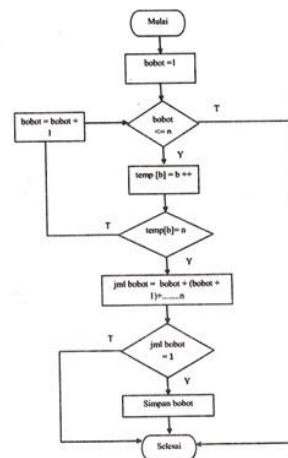 Mulai
bobot =1
bobot
<= n
T
bobot = bobot +
1
Y
temp [b] = b ++
T
temp[b]= n
Y
jml bobot = bobot + (bobot +
1)+........n
T
jml bobot
= 1
Y
Simpan bobot
Selesai